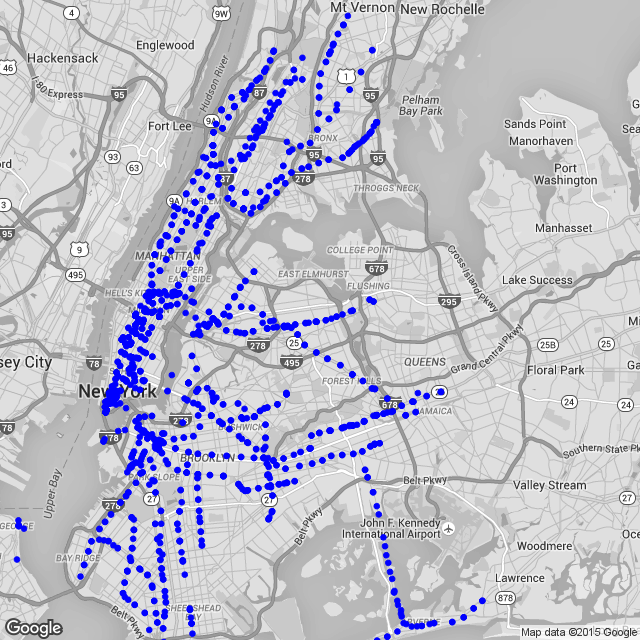 Mt Vernon
New Rochelle
4
9W
Englewood
Hackensack
46
Hudson River
87
1
I-80 Express
95
95
Pelham
Bay Park
9A
Fort Lee
BRONX
Sands Point
Manorhaven
93
95
95
63
Port
Washington
87
278
THROGGS NECK
9A
HARLEM
3
Manhasset
95
9
COLLEGE POINT
MANHATTAN
Cross Island Pkwy
495
UPPER
EAST SIDE
EAST ELMHURST
678
Lake Success
FLUSHING
295
Grand Central Pkwy
25
278
25B
78
495
QUEENS
Floral Park
FOREST HILLS
New York
678
24
24
JAMAICA
278
78
78
BUSHWICK
BROOKLYN
Southern State Pkwy
PARK SLOPE
Belt Pkwy
Upper Bay
27
27
Valley Stream
27
278
Belt Pkwy
John F. Kennedy
International Airport
GEORGE
BAY RIDGE
Woodmere
Lawrence
878
SHEEPSHEAD
BAY
Belt Pkwy
ARVERNE
Google
Map data ©2015 Google